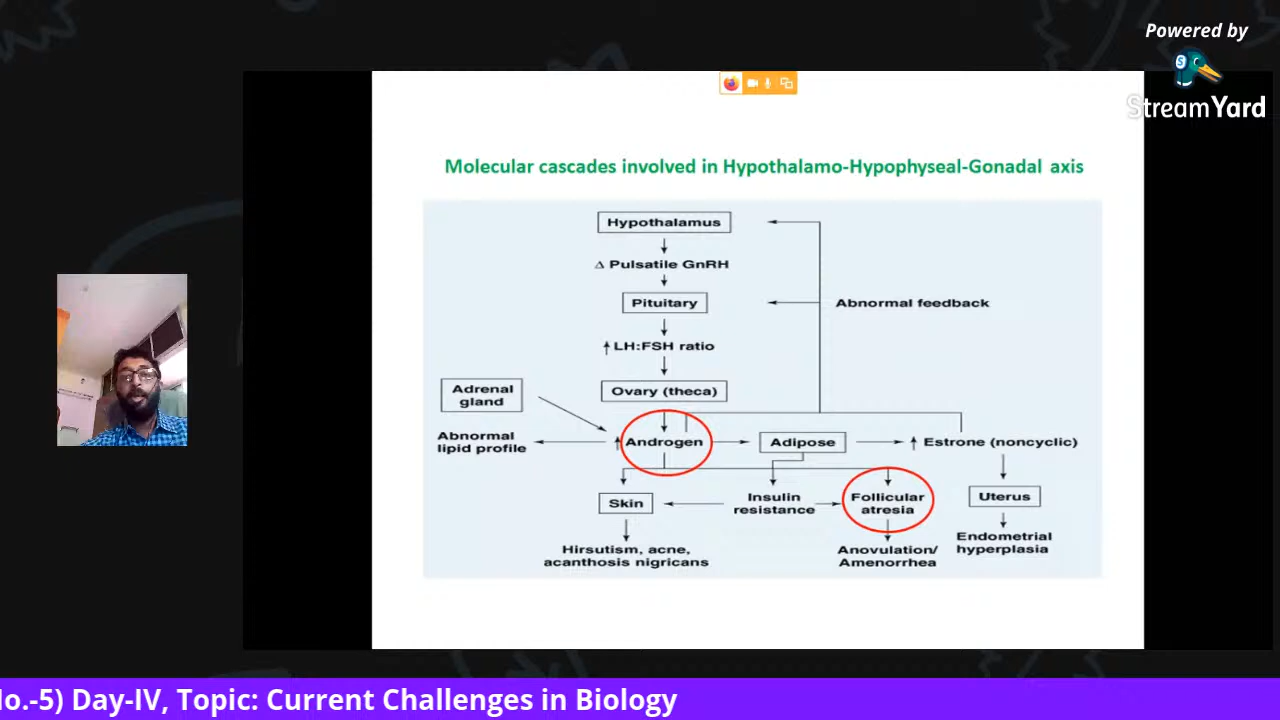 Powered by
StreamYard
Molecular cascades involved in Hypothalamo-Hypophyseal-Gonadal axis
Hypothalamus
Δ Pulsatile GnRH
Pituitary
Abnormal feedback
↑ LH:FSH ratio
Ovary (theca)
Adrenal
gland
Abnormal
lipid profile
↑ Androgen
Adipose
↑ Estrone (noncyclic)
Skin
Insulin
resistance
Follicular
atresia
Uterus
Hirsutism, acne,
acanthosis nigricans
Anovulation/
Amenorrhea
Endometrial
hyperplasia
No.-5) Day-IV, Topic: Current Challenges in Biology